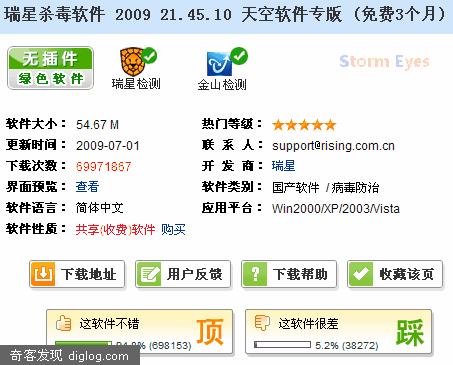 瑞星杀毒软件 2009 21.45.10 天空软件专版 (免费3个月)
无插件
绿色软件
瑞星检测
金山检测
Storm Eyes
软件大小： 54.67 M
热门等级：
更新时间： 2009-07-01
联 系 人： support@rising.com.cn
下载次数： 69971867
开 发 商： 瑞星
界面预览： 查看
软件类别： 国产软件 / 病毒防治
软件语言： 简体中文
应用平台： Win2000/XP/2003/Vista
软件性质： 共享(收费)软件 购买
下载地址
用户反馈
下载帮助
收藏该页
这软件不错
顶
94.8% (698153)
这软件很差
踩
5.2% (38272)
奇客发现 diglog.com